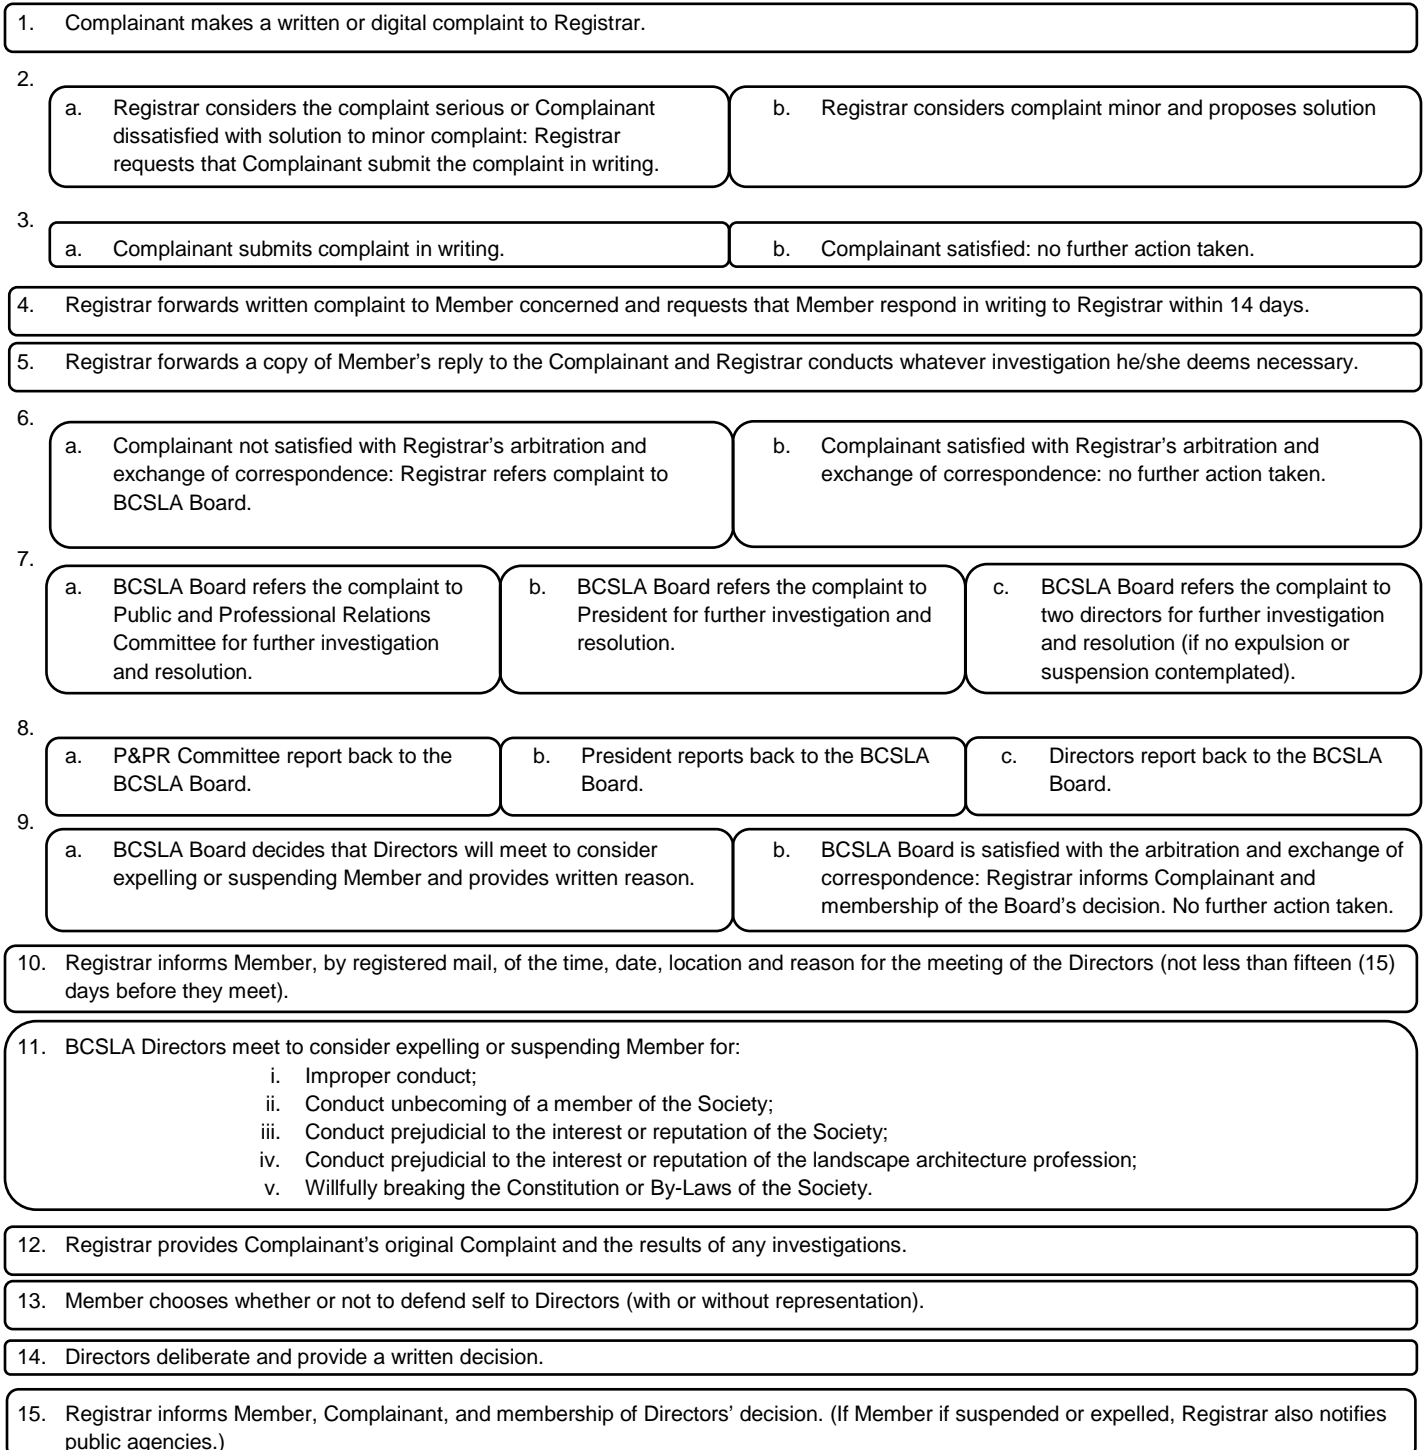 1. Complainant makes a written or digital complaint to Registrar.
2.
a. Registrar considers the complaint serious or Complainant
dissatisfied with solution to minor complaint: Registrar
requests that Complainant submit the complaint in writing.
b. Registrar considers complaint minor and proposes solution
3.
a. Complainant submits complaint in writing.
b. Complainant satisfied: no further action taken.
4. Registrar forwards written complaint to Member concerned and requests that Member respond in writing to Registrar within 14 days.
5. Registrar forwards a copy of Member’s reply to the Complainant and Registrar conducts whatever investigation he/she deems necessary.
6.
a. Complainant not satisfied with Registrar’s arbitration and
exchange of correspondence: Registrar refers complaint to
BCSLA Board.
b. Complainant satisfied with Registrar’s arbitration and
exchange of correspondence: no further action taken.
7.
a. BCSLA Board refers the complaint to
Public and Professional Relations
Committee for further investigation
and resolution.
b. BCSLA Board refers the complaint to
President for further investigation and
resolution.
c. BCSLA Board refers the complaint to
two directors for further investigation
and resolution (if no expulsion or
suspension contemplated).
8.
a. P&PR Committee report back to the
BCSLA Board.
b. President reports back to the BCSLA
Board.
c. Directors report back to the BCSLA
Board.
9.
a. BCSLA Board decides that Directors will meet to consider
expelling or suspending Member and provides written reason.
b. BCSLA Board is satisfied with the arbitration and exchange of
correspondence: Registrar informs Complainant and
membership of the Board’s decision. No further action taken.
10. Registrar informs Member, by registered mail, of the time, date, location and reason for the meeting of the Directors (not less than fifteen (15)
days before they meet).
11. BCSLA Directors meet to consider expelling or suspending Member for:
i. Improper conduct;
ii. Conduct unbecoming of a member of the Society;
iii. Conduct prejudicial to the interest or reputation of the Society;
iv. Conduct prejudicial to the interest or reputation of the landscape architecture profession;
v. Willfully breaking the Constitution or By-Laws of the Society.
12. Registrar provides Complainant’s original Complaint and the results of any investigations.
13. Member chooses whether or not to defend self to Directors (with or without representation).
14. Directors deliberate and provide a written decision.
15. Registrar informs Member, Complainant, and membership of Directors’ decision. (If Member if suspended or expelled, Registrar also notifies
public agencies.)